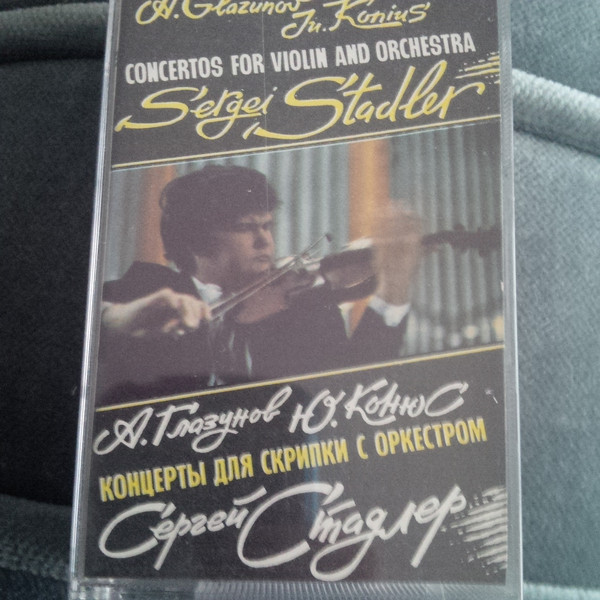 A. Glazunov Ju. Konius
CONCERTOS FOR VIOLIN AND ORCHESTRA
Sergei Stadler
А. Глазунов Ю. Конюс
КОНЦЕРТЫ ДЛЯ СКРИПКИ С ОРКЕСТРОМ
Сергей Стадлер